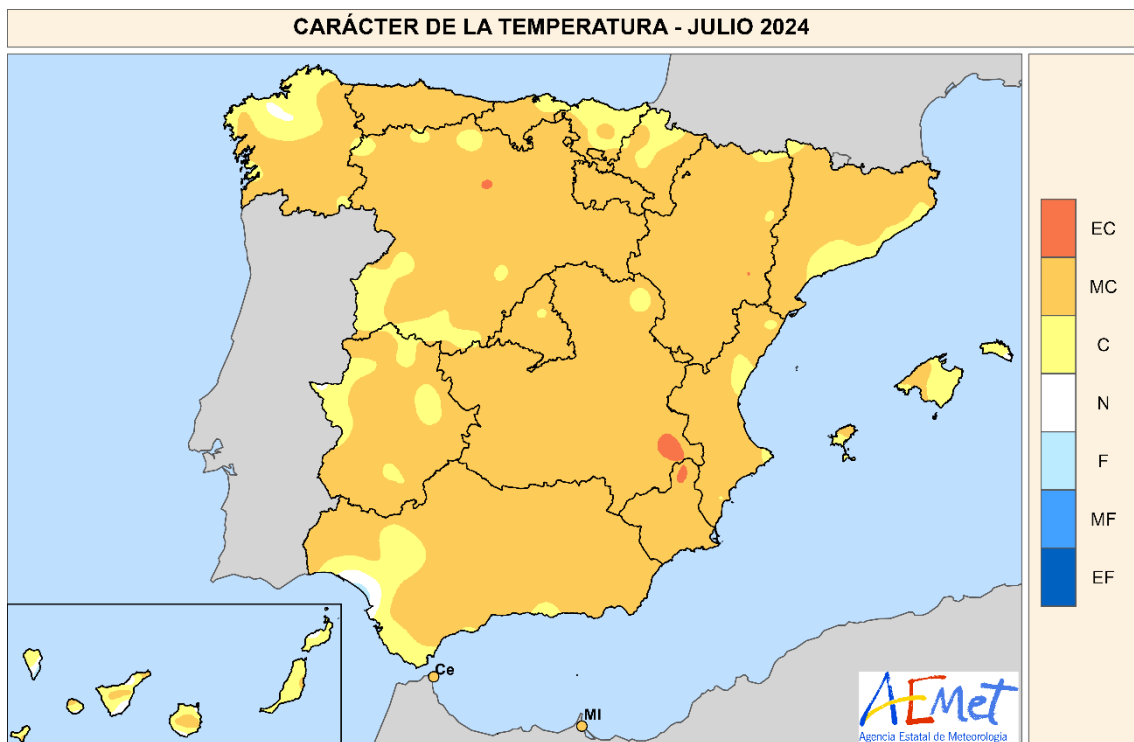 CARÁCTER DE LA TEMPERATURA - JULIO 2024
EC
MC
C
N
F
MF
EF
Ce
Ml
AEMet
Agencia Estatal de Meteorología